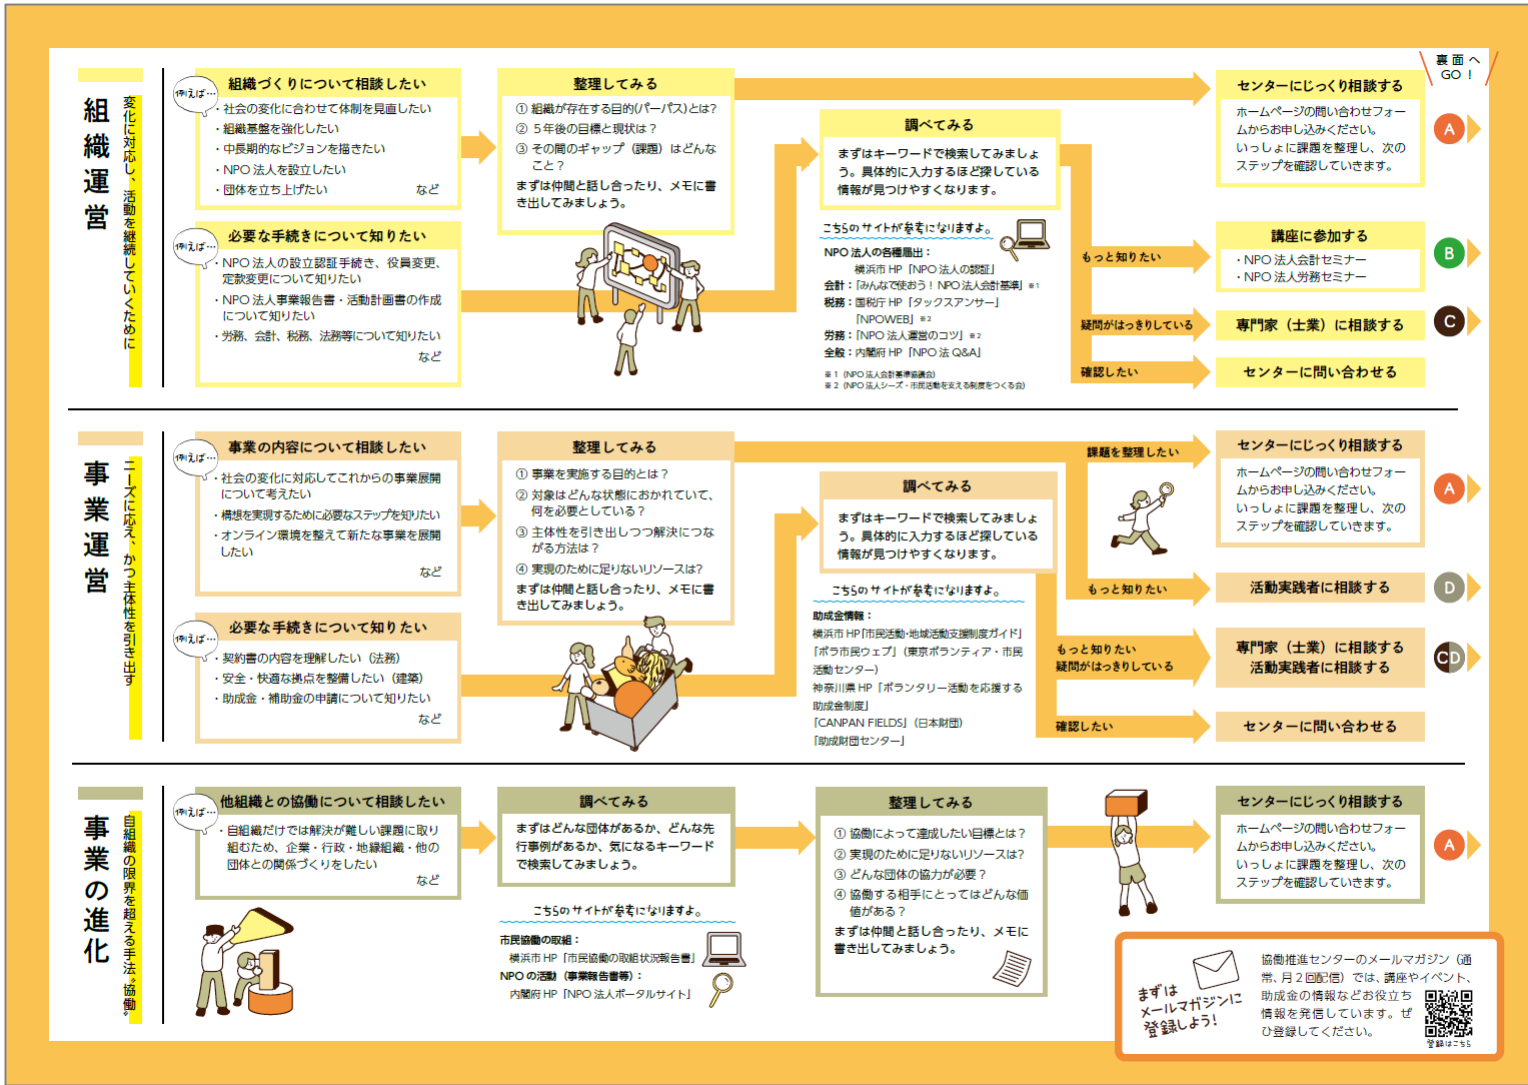 裏面へ
GO！
組織運営
変化に対応し、活動を継続していくために
例えば…
組織づくりについて相談したい
・社会の変化に合わせて体制を見直したい
・組織基盤を強化したい
・中長期的なビジョンを描きたい
・NPO 法人を設立したい
・団体を立ち上げたい　など
例えば…
必要な手続きについて知りたい
・NPO 法人の設立認証手続き、役員変更、
定款変更について知りたい
・NPO 法人事業報告書・活動計画書の作成
について知りたい
・労務、会計、税務、法務等について知りたい
など
整理してみる
① 組織が存在する目的(パーパス)とは?
② ５年後の目標と現状は？
③ その間のギャップ（課題）はどんな
こと？
まずは仲間と話し合ったり、メモに書
き出してみましょう。
調べてみる
まずはキーワードで検索してみましょ
う。具体的に入力するほど探している
情報が見つけやすくなります。
こちらのサイトが参考になりますよ。
NPO 法人の各種届出：
横浜市 HP「NPO 法人の認証」
会計：「みんなで使おう！ NPO 法人会計基準」※1
税務：国税庁 HP「タックスアンサー」
「NPOWEB」※2
労務：「NPO 法人運営のコツ」※2
全般：内閣府 HP「NPO 法 Q&A」
※１（NPO 法人会計基準協議会）
※２（NPO 法人シーズ・市民活動を支える制度をつくる会）
もっと知りたい
疑問がはっきりしている
確認したい
センターにじっくり相談する
ホームページの問い合わせフォー
ムからお申し込みください。
いっしょに課題を整理し、次の
ステップを確認していきます。
A
講座に参加する
・NPO 法人会計セミナー
・NPO 法人労務セミナー
B
専門家（士業）に相談する
C
センターに問い合わせる
事業運営
ニーズに応え、かつ主体性を引き出す
例えば…
事業の内容について相談したい
・社会の変化に対応してこれからの事業展開
について考えたい
・構想を実現するために必要なステップを知りたい
・オンライン環境を整えて新たな事業を展開
したい
など
例えば…
必要な手続きについて知りたい
・契約書の内容を理解したい（法務）
・安全・快適な拠点を整備したい（建築）
・助成金・補助金の申請について知りたい
など
整理してみる
① 事業を実施する目的とは？
② 対象はどんな状態におかれていて、
何を必要としている？
③ 主体性を引き出しつつ解決につな
がる方法は？
④ 実現のために足りないリソースは?
まずは仲間と話し合ったり、メモに書
き出してみましょう。
調べてみる
まずはキーワードで検索してみましょ
う。具体的に入力するほど探している
情報が見つけやすくなります。
こちらのサイトが参考になりますよ。
助成金情報：
横浜市 HP「市民活動・地域活動支援制度ガイド」
「ボラ市民ウェブ」（東京ボランティア・市民
活動センター）
神奈川県 HP「ボランタリー活動を応援する
助成金制度」
「CANPAN FIELDS」（日本財団）
「助成財団センター」
課題を整理したい
もっと知りたい
もっと知りたい
疑問がはっきりしている
確認したい
センターにじっくり相談する
ホームページの問い合わせフォー
ムからお申し込みください。
いっしょに課題を整理し、次の
ステップを確認していきます。
A
活動実践者に相談する
D
専門家（士業）に相談する
活動実践者に相談する
CD
センターに問い合わせる
事業の進化
自組織の限界を超える手法“協働”
例えば…
他組織との協働について相談したい
・自組織だけでは解決が難しい課題に取り
組むため、企業・行政・地縁組織・他の
団体との関係づくりをしたい
など
調べてみる
まずはどんな団体があるか、どんな先
行事例があるか、気になるキーワード
で検索してみましょう。
こちらのサイトが参考になりますよ。
市民協働の取組：
横浜市 HP「市民協働の取組状況報告書」
NPO の活動（事業報告書等）：
内閣府 HP「NPO 法人ポータルサイト」
整理してみる
① 協働によって達成したい目標とは？
② 実現のために足りないリソースは？
③ どんな団体の協力が必要？
④ 協働する相手にとってはどんな価
値がある？
まずは仲間と話し合ったり、メモに
書き出してみましょう。
センターにじっくり相談する
ホームページの問い合わせフォー
ムからお申し込みください。
いっしょに課題を整理し、次の
ステップを確認していきます。
A
まずは
メールマガジンに
登録しよう！
協働推進センターのメールマガジン（通
常、月２回配信）では、講座やイベント、
助成金の情報などお役立ち
情報を発信しています。ぜ
ひ登録してください。
登録はこちら